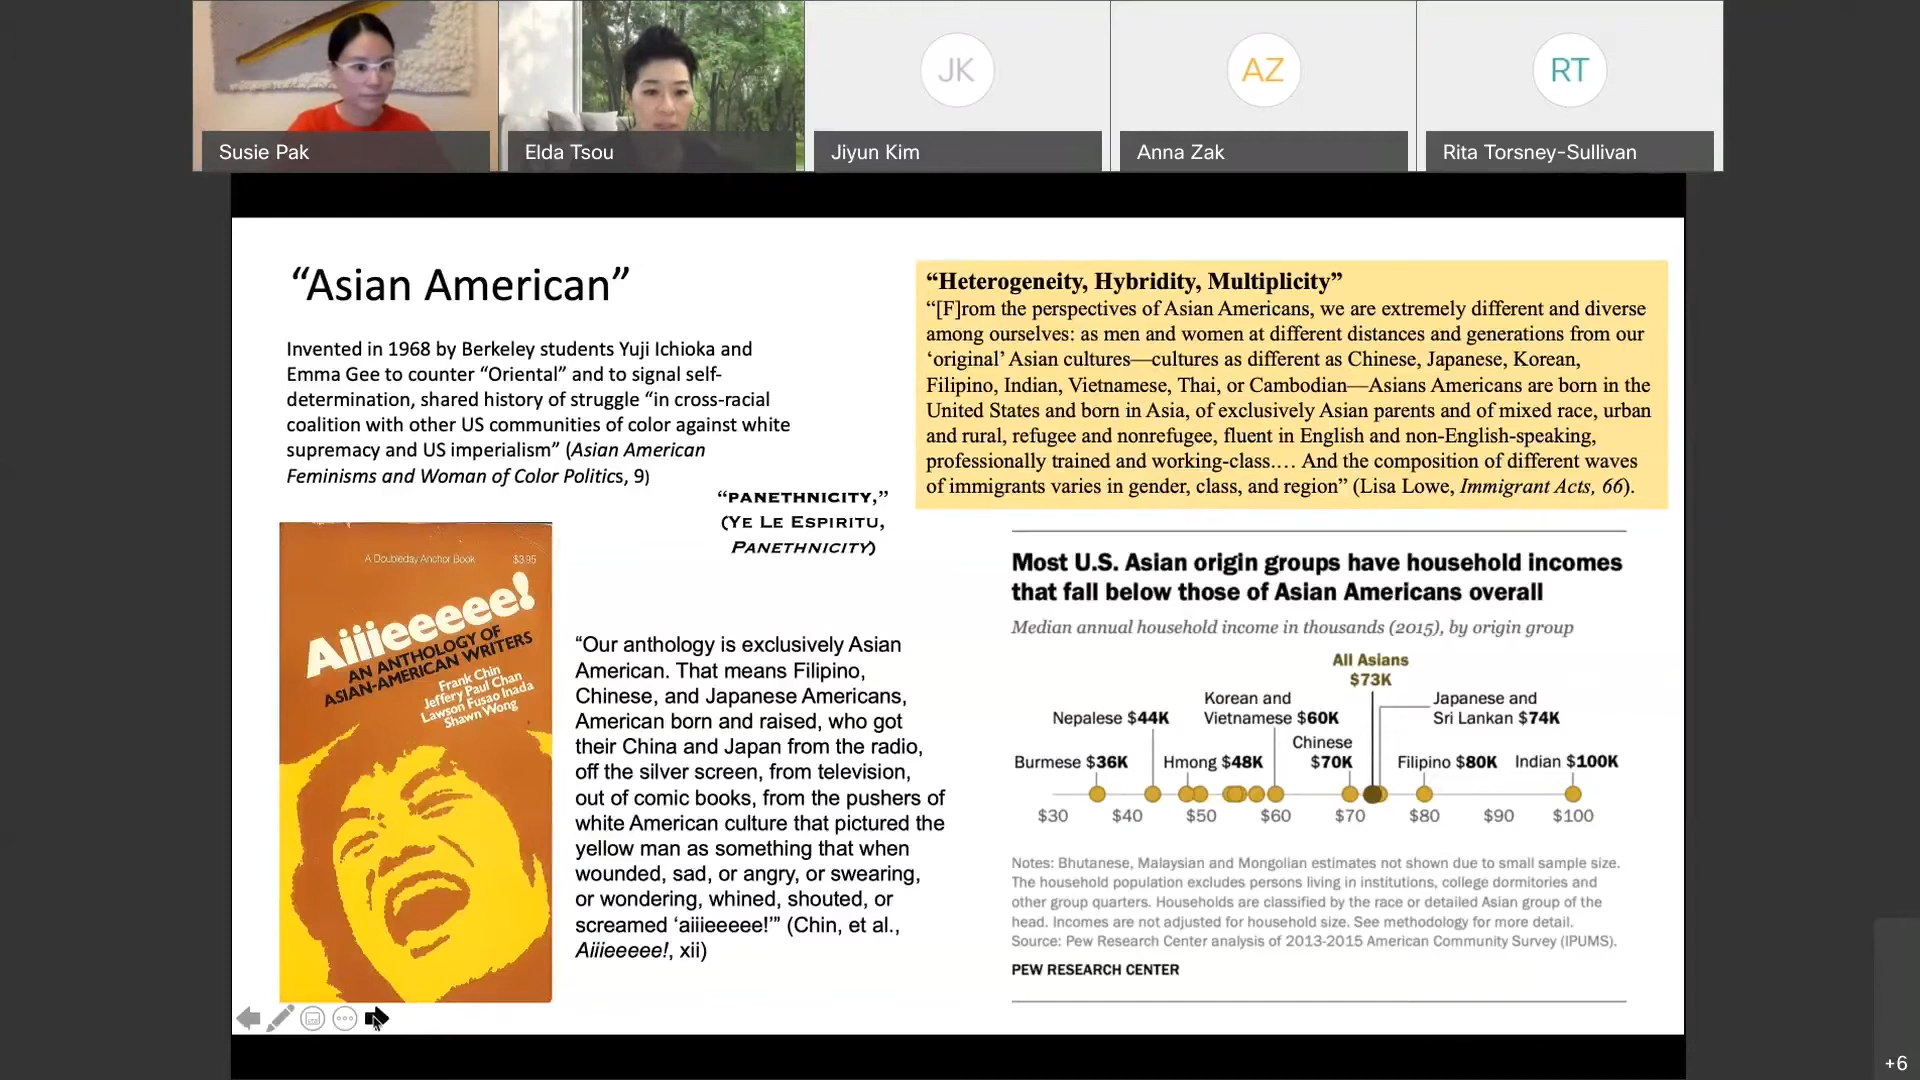 Susie Pak
Elda Tsou
JK
Jiyun Kim
AZ
Anna Zak
RT
Rita Torsney-Sullivan
“Asian American”
Invented in 1968 by Berkeley students Yuji Ichioka and
Emma Gee to counter “Oriental” and to signal self-
determination, shared history of struggle “in cross-racial
coalition with other US communities of color against white
supremacy and US imperialism” (Asian American
Feminisms and Woman of Color Politics, 9)
“PANETHNICITY,”
(YE LE ESPIRITU,
PANETHNICITY)
A Doubleday Anchor Book
$3.95
Aiiieeeee!
AN ANTHOLOGY OF
ASIAN-AMERICAN WRITERS
Frank Chin
Jeffery Paul Chan
Lawson Fusao Inada
Shawn Wong
“Our anthology is exclusively Asian
American. That means Filipino,
Chinese, and Japanese Americans,
American born and raised, who got
their China and Japan from the radio,
off the silver screen, from television,
out of comic books, from the pushers of
white American culture that pictured the
yellow man as something that when
wounded, sad, or angry, or swearing,
or wondering, whined, shouted, or
screamed ‘aiiieeeee!’” (Chin, et al.,
Aiiieeeee!, xii)
“Heterogeneity, Hybridity, Multiplicity”
“[F]rom the perspectives of Asian Americans, we are extremely different and diverse
among ourselves: as men and women at different distances and generations from our
‘original’ Asian cultures—cultures as different as Chinese, Japanese, Korean,
Filipino, Indian, Vietnamese, Thai, or Cambodian—Asians Americans are born in the
United States and born in Asia, of exclusively Asian parents and of mixed race, urban
and rural, refugee and nonrefugee, fluent in English and non-English-speaking,
professionally trained and working-class.… And the composition of different waves
of immigrants varies in gender, class, and region” (Lisa Lowe, Immigrant Acts, 66).
Most U.S. Asian origin groups have household incomes
that fall below those of Asian Americans overall
Median annual household income in thousands (2015), by origin group
All Asians
$73K
Korean and
Vietnamese $60K
Japanese and
Sri Lankan $74K
Nepalese $44K
Chinese
$70K
Burmese $36K
Hmong $48K
Filipino $80K
Indian $100K
$30 $40 $50 $60 $70 $80 $90 $100
Notes: Bhutanese, Malaysian and Mongolian estimates not shown due to small sample size.
The household population excludes persons living in institutions, college dormitories and
other group quarters. Households are classified by the race or detailed Asian group of the
head. Incomes are not adjusted for household size. See methodology for more detail.
Source: Pew Research Center analysis of 2013-2015 American Community Survey (IPUMS).
PEW RESEARCH CENTER
+6